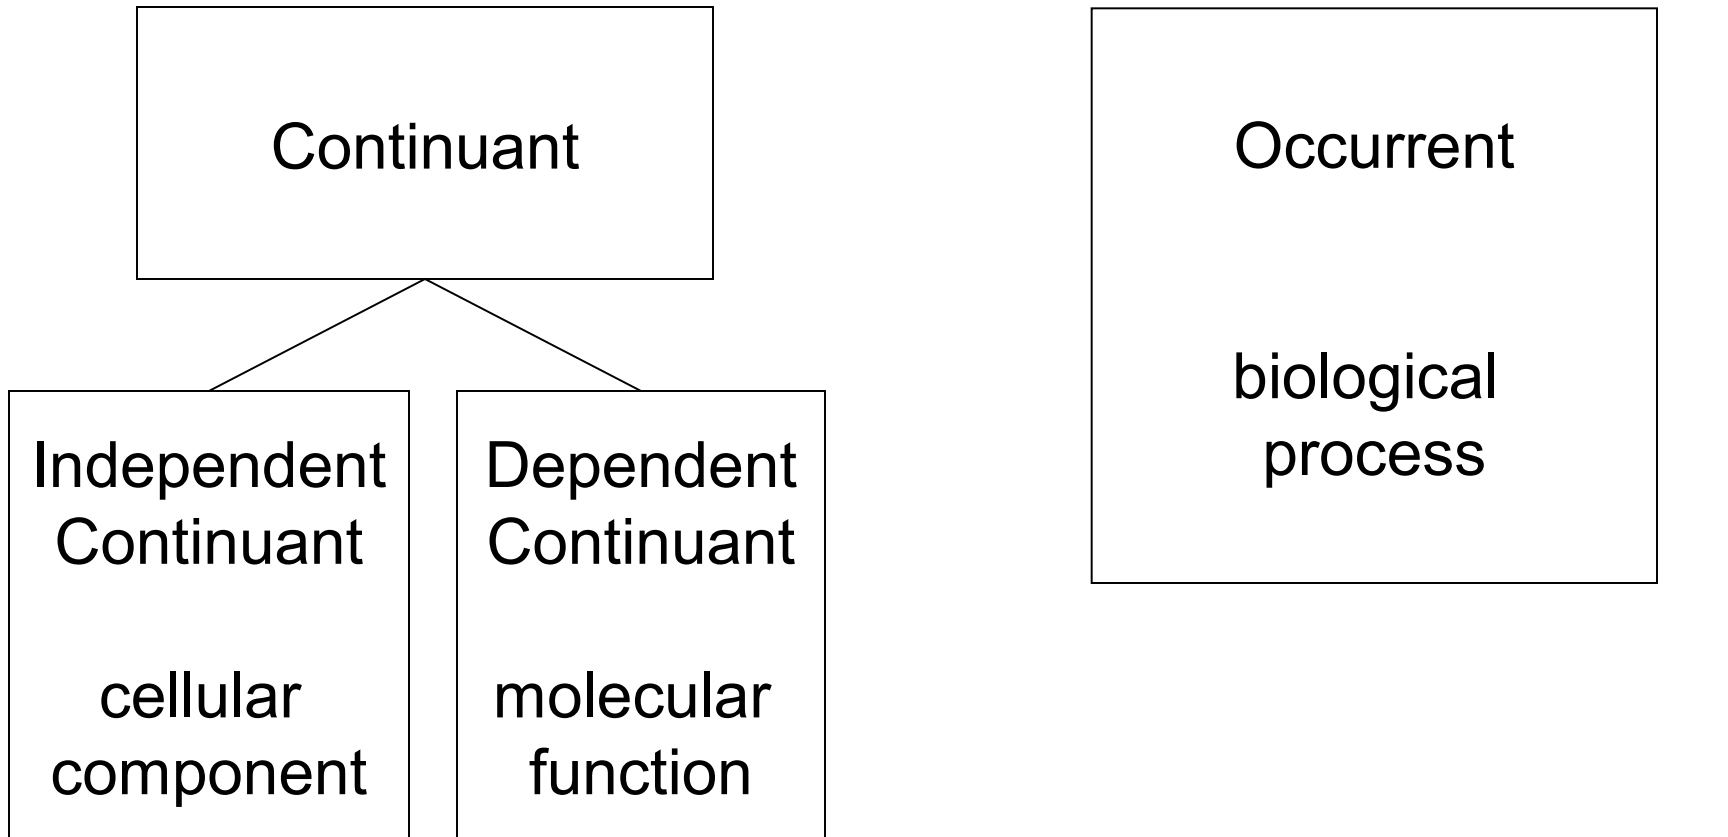 Continuant
Occurrent
biological
process
Independent
Continuant
cellular
component
Dependent
Continuant
molecular
function